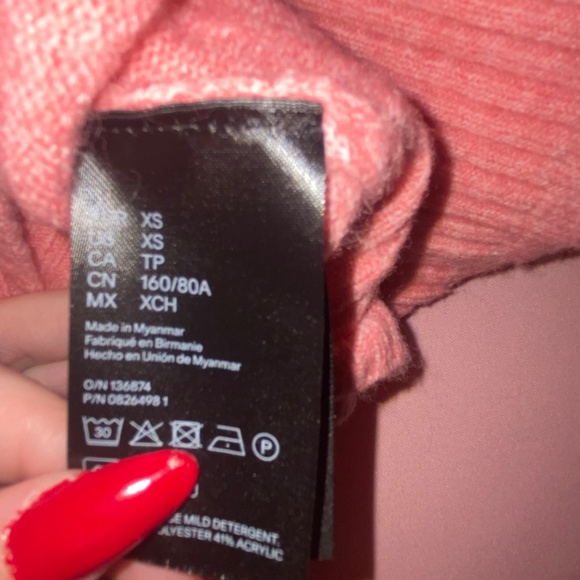 XS
US XS
CA TP
CN 160/80A
MX XCH
Made in Myanmar
Fabriqué en Birmanie
Hecho en Unión de Myanmar
O/N 136874
P/N 0826498 1
30
P
MILD DETERGENT.
41% ACRYLIC